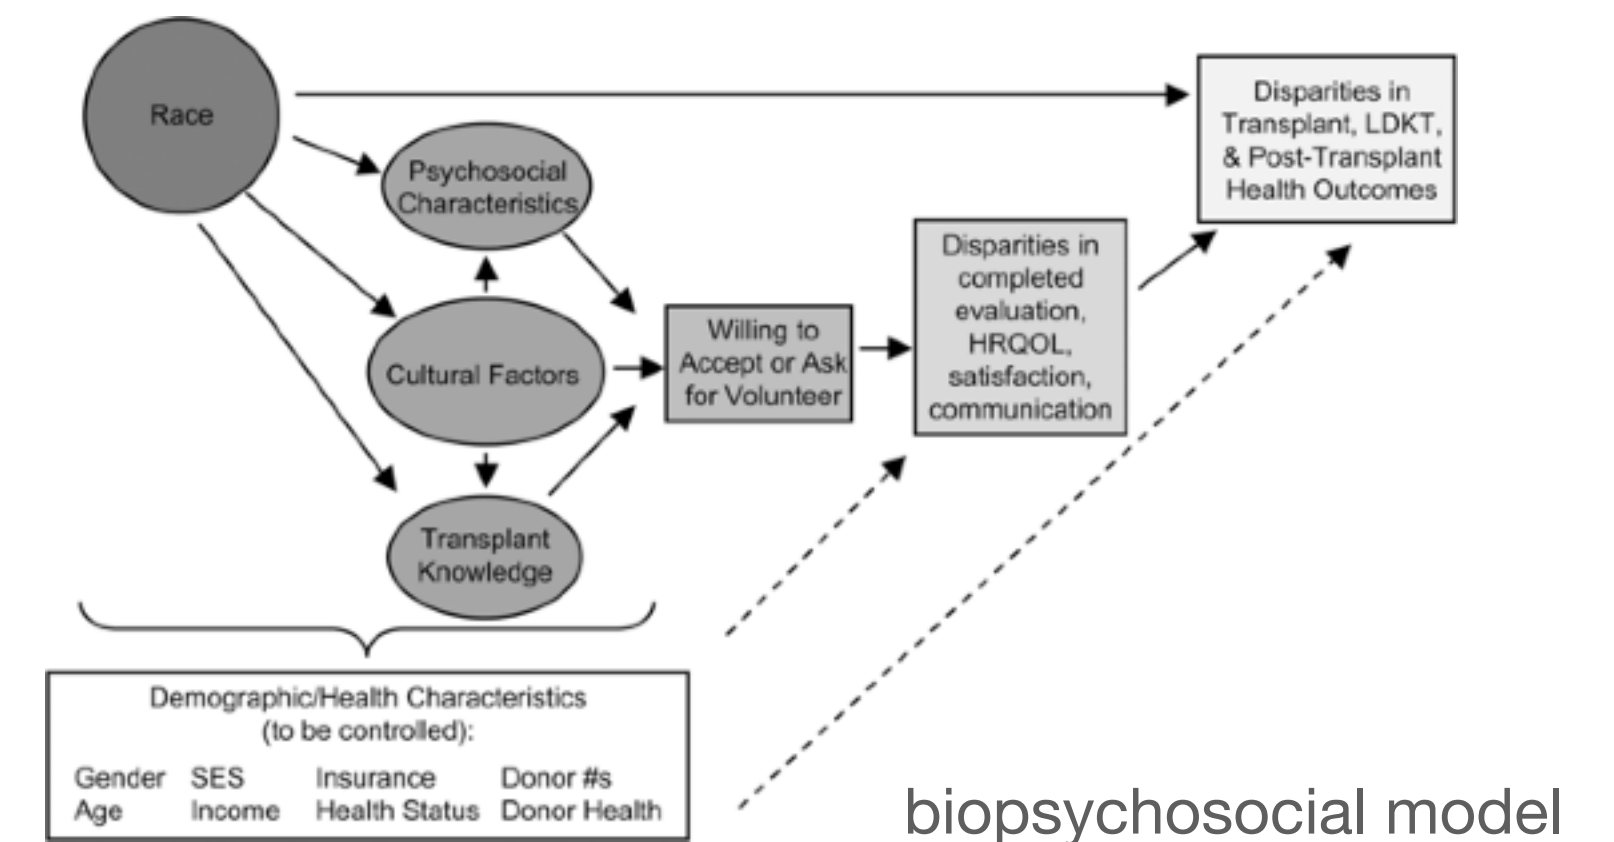 Race
Psychosocial
Characteristics
Cultural Factors
Transplant
Knowledge
Willing to
Accept or Ask
for Volunteer
Disparities in
completed
evaluation,
HRQOL,
satisfaction,
communication
Disparities in
Transplant, LDKT,
& Post-Transplant
Health Outcomes
Demographic/Health Characteristics
(to be controlled):
Gender SES Insurance Donor #s
Age Income Health Status Donor Health
biopsychosocial model